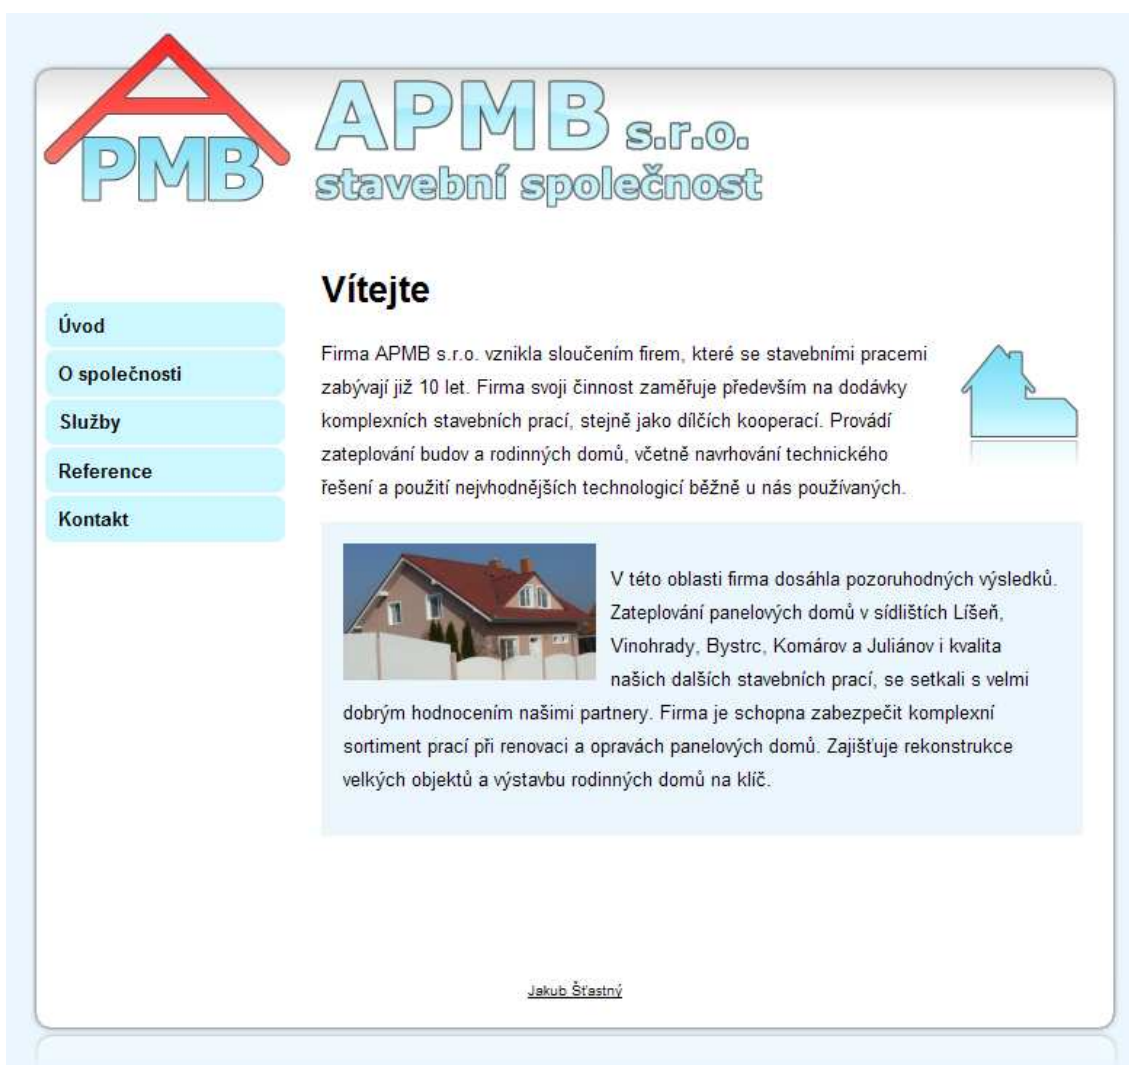 PMB
APMB s.r.o.
stavební společnost
Vítejte
Úvod
O společnosti
Služby
Reference
Kontakt
Firma APMB s.r.o. vznikla sloučením firem, které se stavebními pracemi
zabývají již 10 let. Firma svoji činnost zaměřuje především na dodávky
komplexních stavebních prací, stejně jako dílčích kooperací. Provádí
zateplování budov a rodinných domů, včetně navrhování technického
řešení a použití nejvhodnějších technologicí běžně u nás používaných.
V této oblasti firma dosáhla pozoruhodných výsledků.
Zateplování panelových domů v sídlištích Líšeň,
Vinohrady, Bystrc, Komárov a Juliánov i kvalita
našich dalších stavebních prací, se setkali s velmi
dobrým hodnocením našimi partnery. Firma je schopna zabezpečit komplexní
sortiment prací při renovaci a opravách panelových domů. Zajišťuje rekonstrukce
velkých objektů a výstavbu rodinných domů na klíč.
Jakub Šťastný